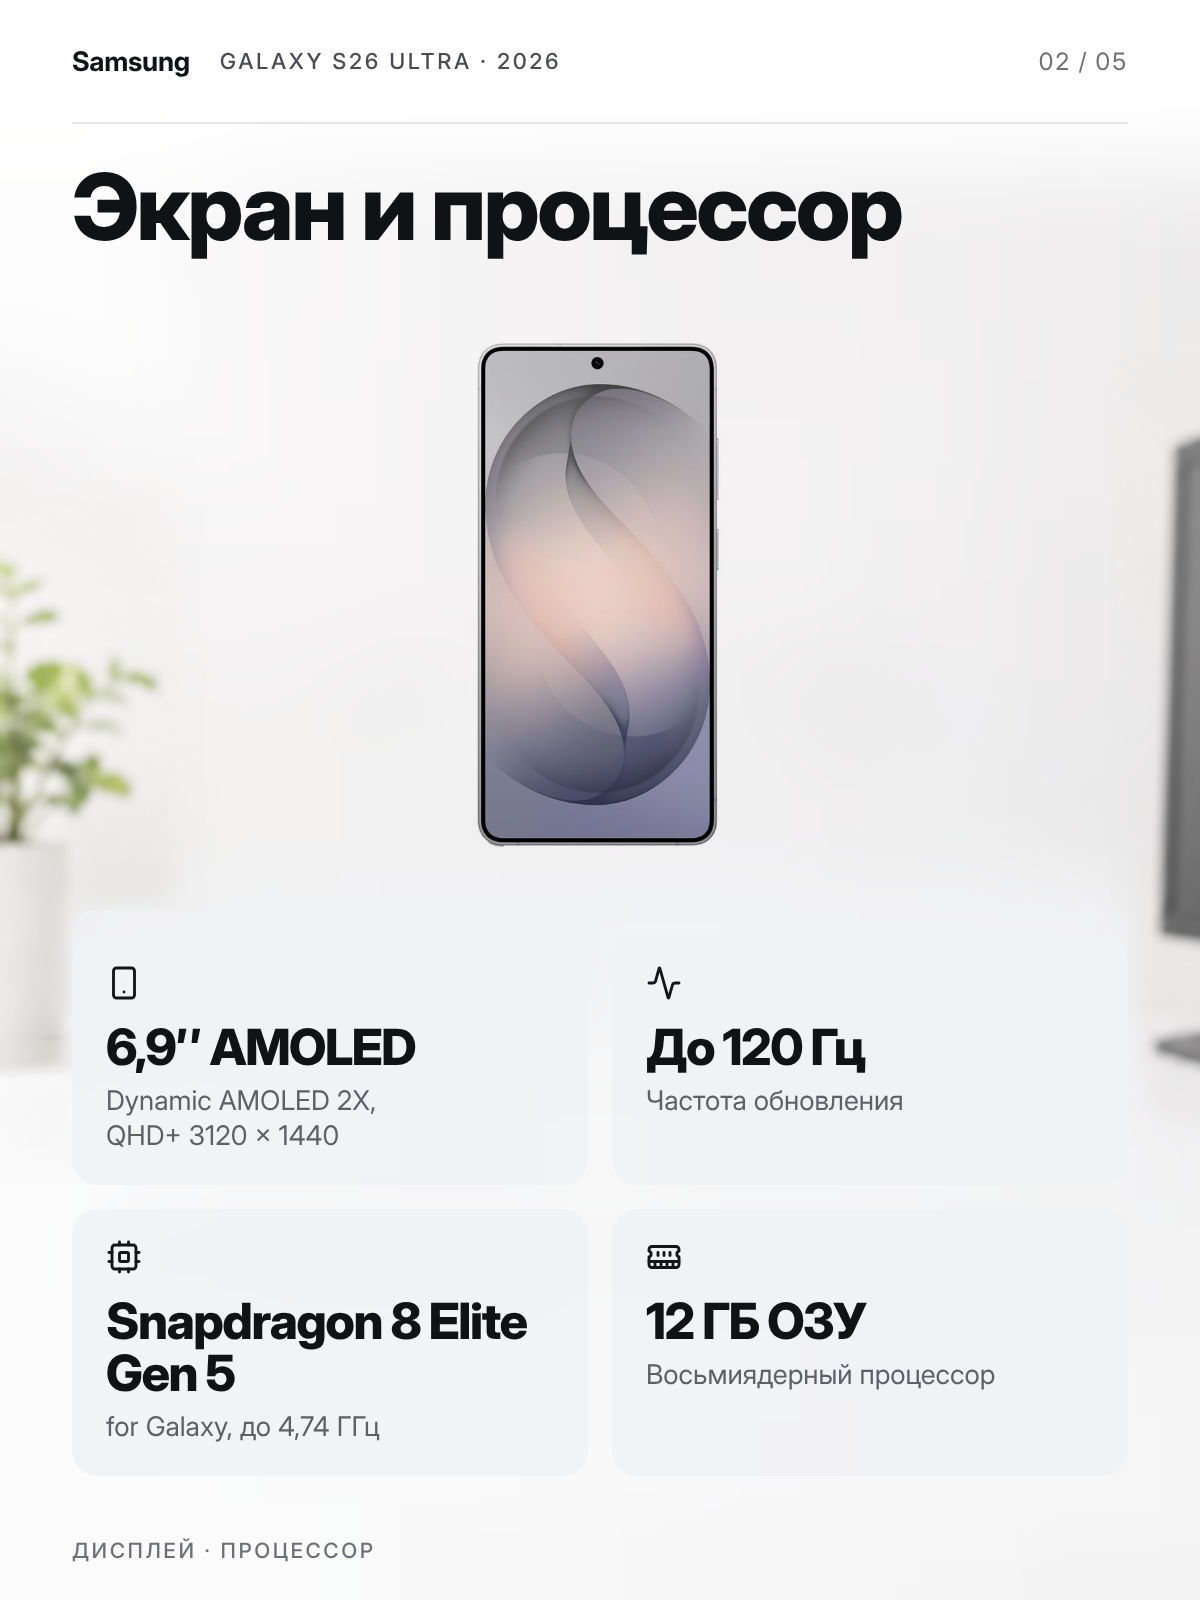 Samsung GALAXY S26 ULTRA · 2026 02 / 05
Экран и процессор
6,9″ AMOLED
Dynamic AMOLED 2X,
QHD+ 3120 × 1440
До 120 Гц
Частота обновления
Snapdragon 8 Elite
Gen 5
for Galaxy, до 4,74 ГГц
12 ГБ ОЗУ
Восьмиядерный процессор
ДИСПЛЕЙ · ПРОЦЕССОР